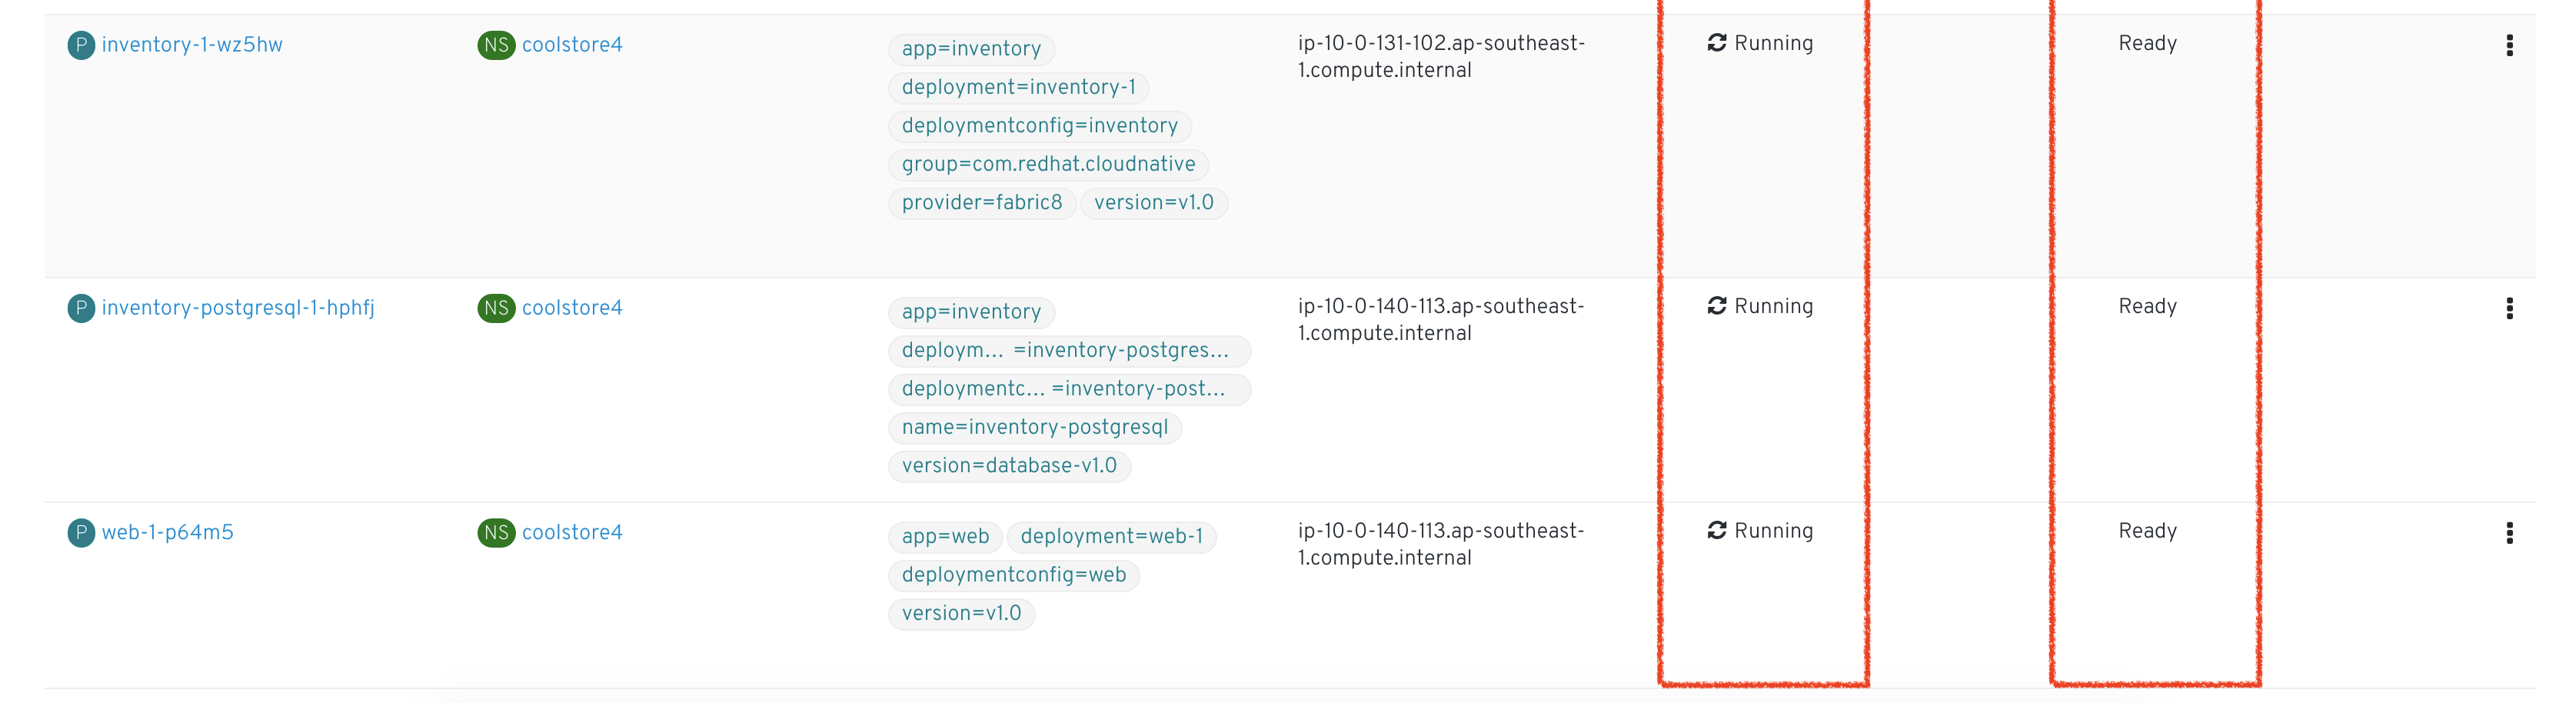 P inventory-1-wz5hw
NS coolstore4
app=inventory
deployment=inventory-1
deploymentconfig=inventory
group=com.redhat.cloudnative
provider=fabric8 version=v1.0
ip-10-0-131-102.ap-southeast-
1.compute.internal
Running
Ready
P inventory-postgresql-1-hphfj
NS coolstore4
app=inventory
deploym... =inventory-postgres...
deploymentc... =inventory-post...
name=inventory-postgresql
version=database-v1.0
ip-10-0-140-113.ap-southeast-
1.compute.internal
Running
Ready
P web-1-p64m5
NS coolstore4
app=web deployment=web-1
deploymentconfig=web
version=v1.0
ip-10-0-140-113.ap-southeast-
1.compute.internal
Running
Ready